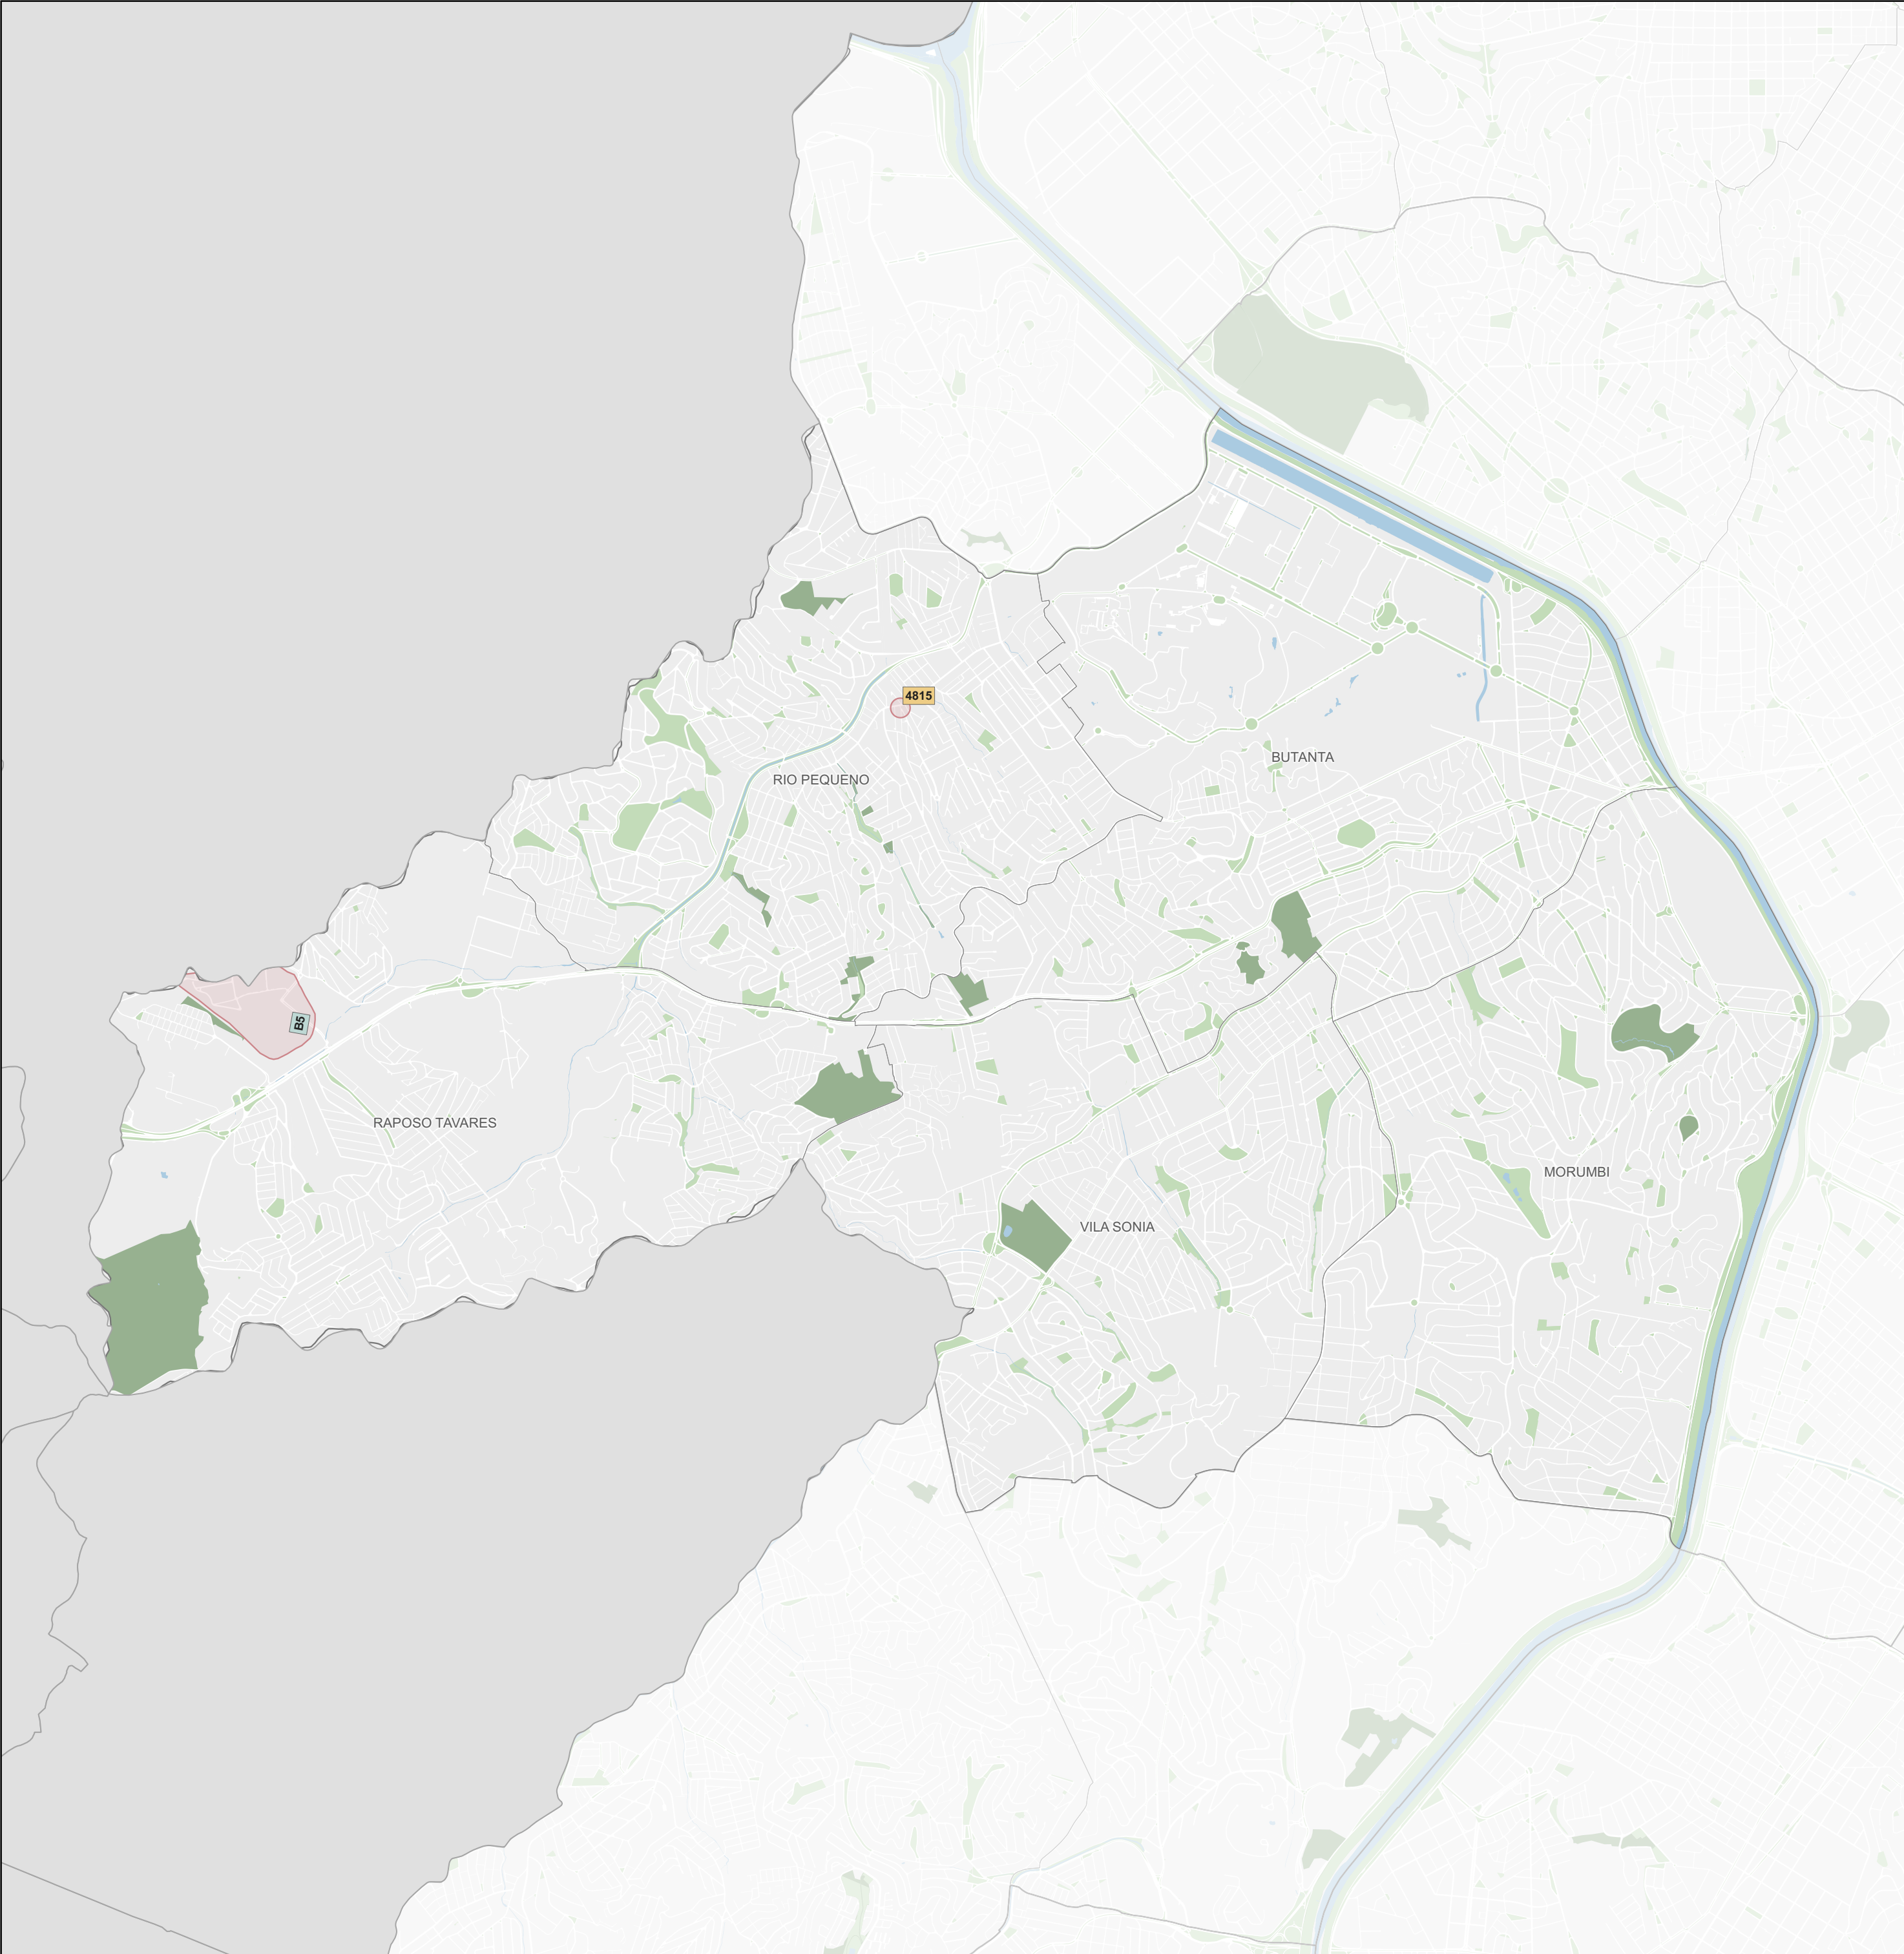 4815
BUTANTA
RIO PEQUENO
B5
RAPOSO TAVARES
MORUMBI
VILA SONIA